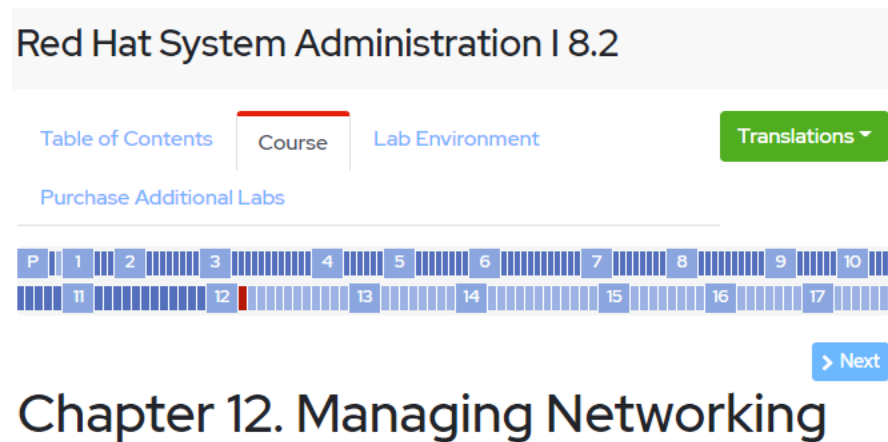 Red Hat System Administration I 8.2
Table of Contents Course Lab Environment Translations
Purchase Additional Labs
P 1 2 3 4 5 6 7 8 9 10
11 12 13 14 15 16 17
Next
Chapter 12. Managing Networking